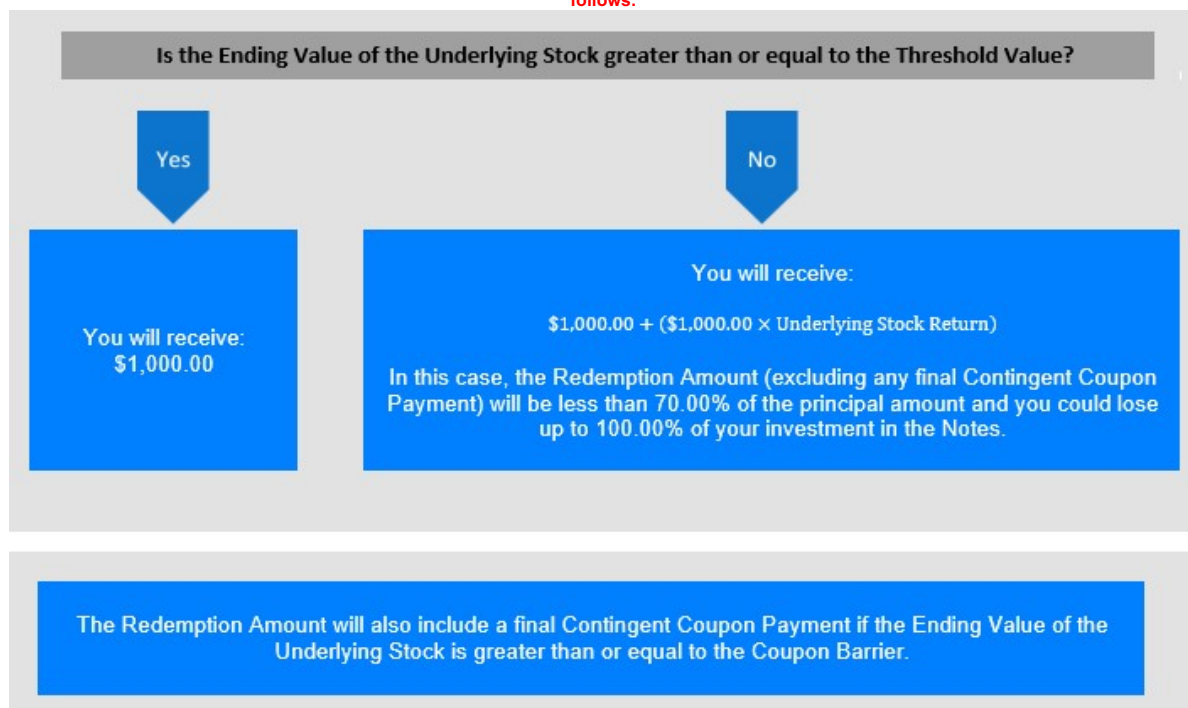 follows:
Is the Ending Value of the Underlying Stock greater than or equal to the Threshold Value?
Yes
No
You will receive:
$1,000.00
You will receive:
$1,000.00 + ($1,000.00 × Underlying Stock Return)
In this case, the Redemption Amount (excluding any final Contingent Coupon
Payment) will be less than 70.00% of the principal amount and you could lose
up to 100.00% of your investment in the Notes.
The Redemption Amount will also include a final Contingent Coupon Payment if the Ending Value of the
Underlying Stock is greater than or equal to the Coupon Barrier.